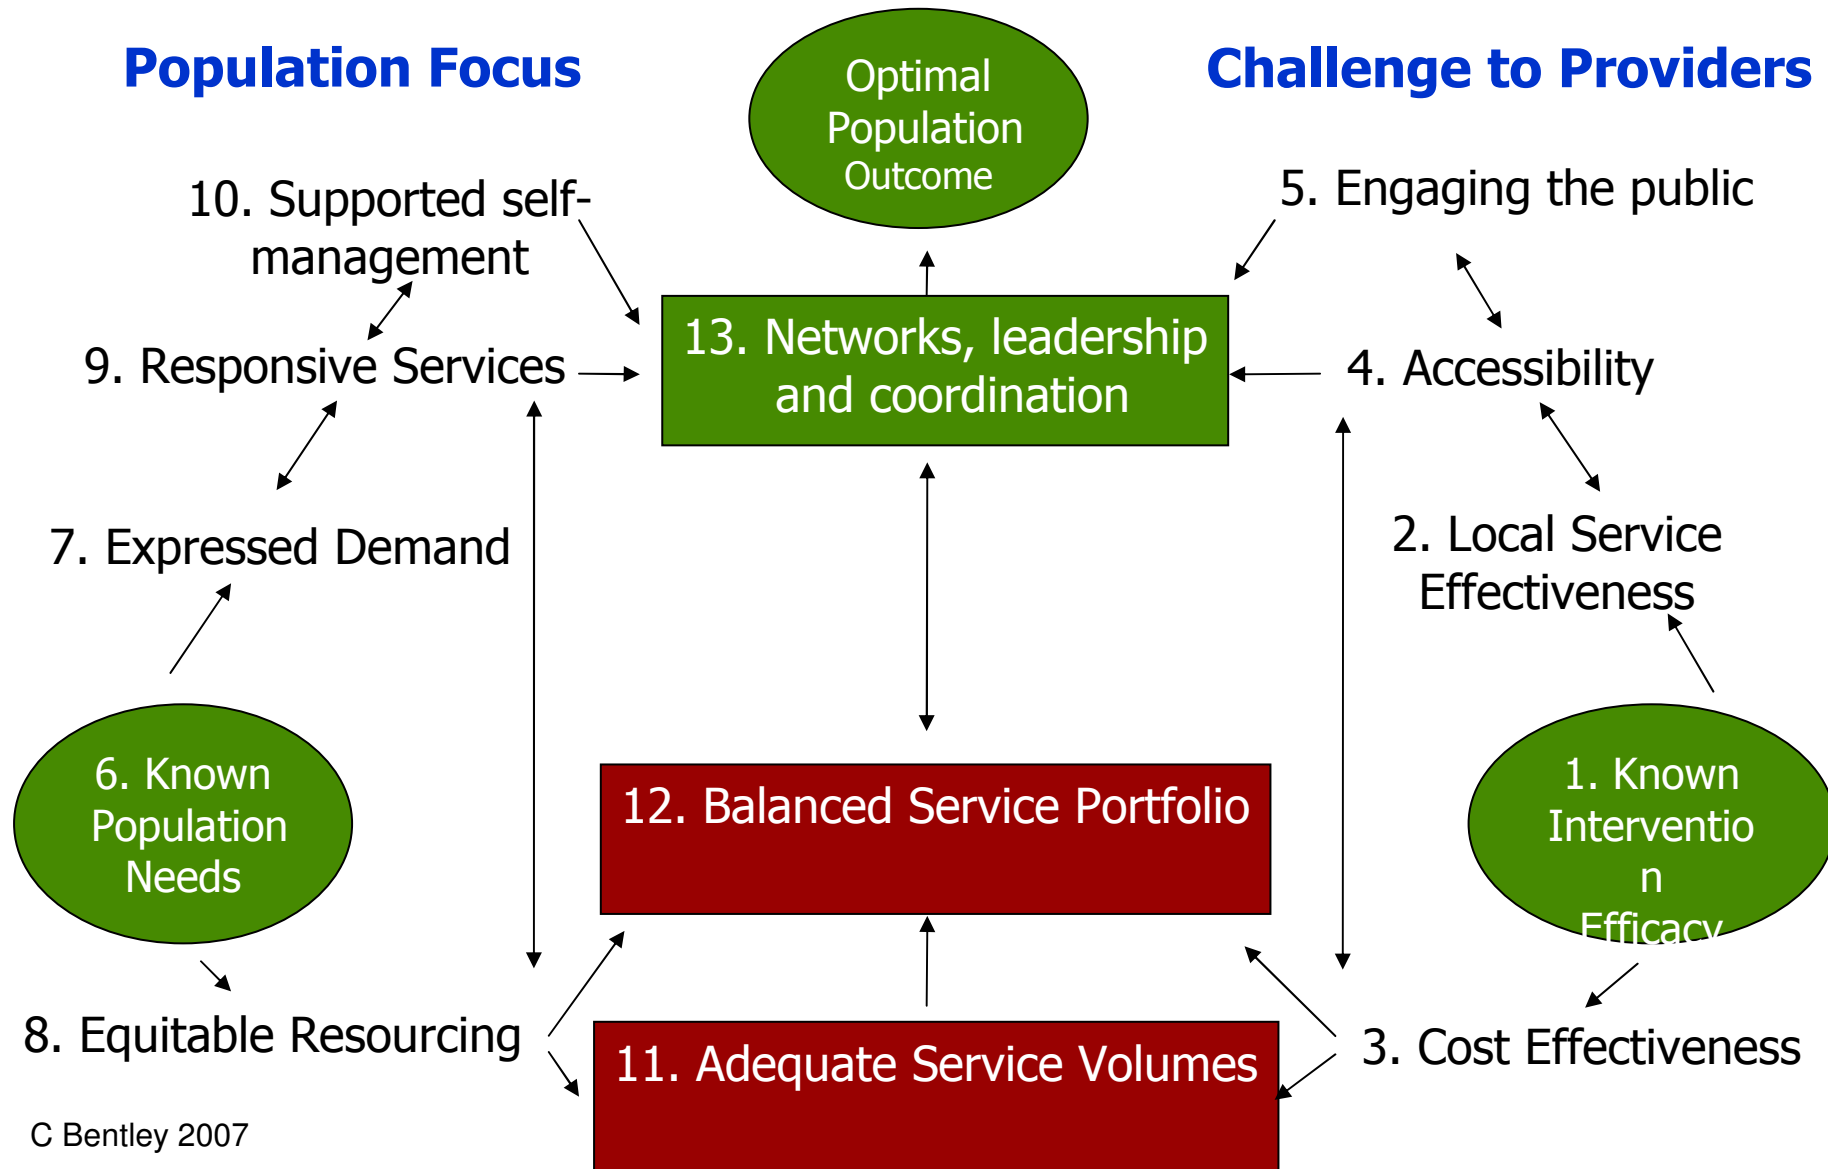 Population Focus
Optimal
Population
Outcome
Challenge to Providers
10. Supported self-
management
5. Engaging the public
9. Responsive Services
13. Networks, leadership
and coordination
4. Accessibility
7. Expressed Demand
2. Local Service
Effectiveness
6. Known
Population
Needs
12. Balanced Service Portfolio
1. Known
Interventio
n
Efficacy
8. Equitable Resourcing
11. Adequate Service Volumes
3. Cost Effectiveness
C Bentley 2007